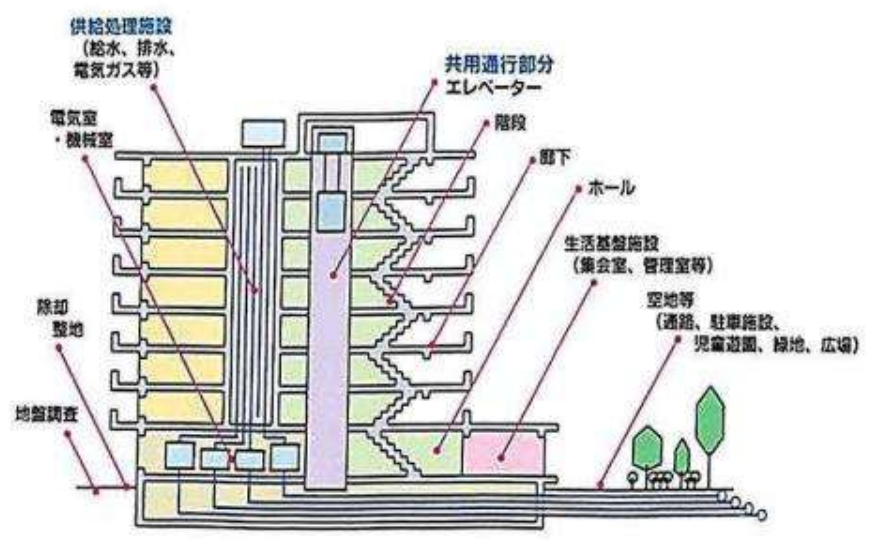 供給処理施設
（給水、排水、
電気ガス等）
共用通行部分
エレベーター
電気室
・機械室
階段
廊下
ホール
生活基盤施設
（集会室、管理室等）
空地等
（通路、駐車施設、
児童遊園、緑地、広場）
除却
整地
地盤調査